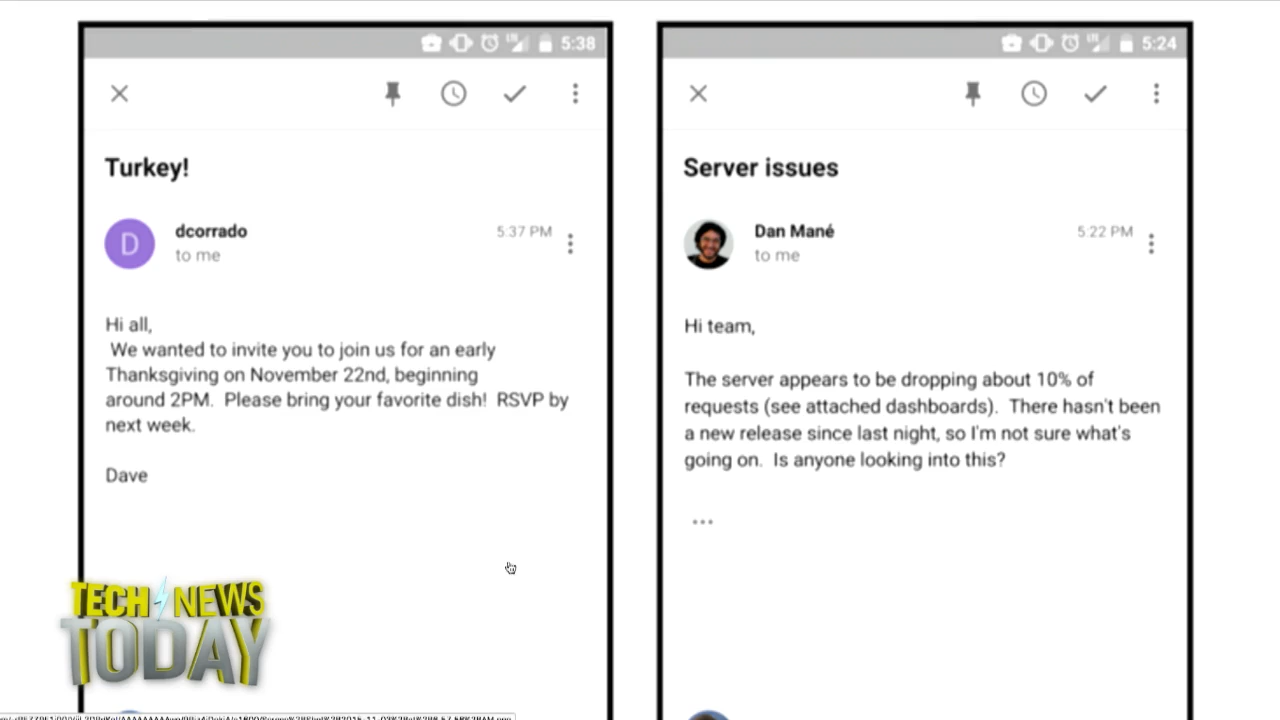 5:38
Turkey!
D
dcorrado
5:37 PM
to me
Hi all,
We wanted to invite you to join us for an early
Thanksgiving on November 22nd, beginning
around 2PM. Please bring your favorite dish! RSVP by
next week.
Dave
5:24
Server issues
Dan Mané
5:22 PM
to me
Hi team,
The server appears to be dropping about 10% of
requests (see attached dashboards). There hasn't been
a new release since last night, so I'm not sure what's
going on. Is anyone looking into this?
...
TECH NEWS
TODAY